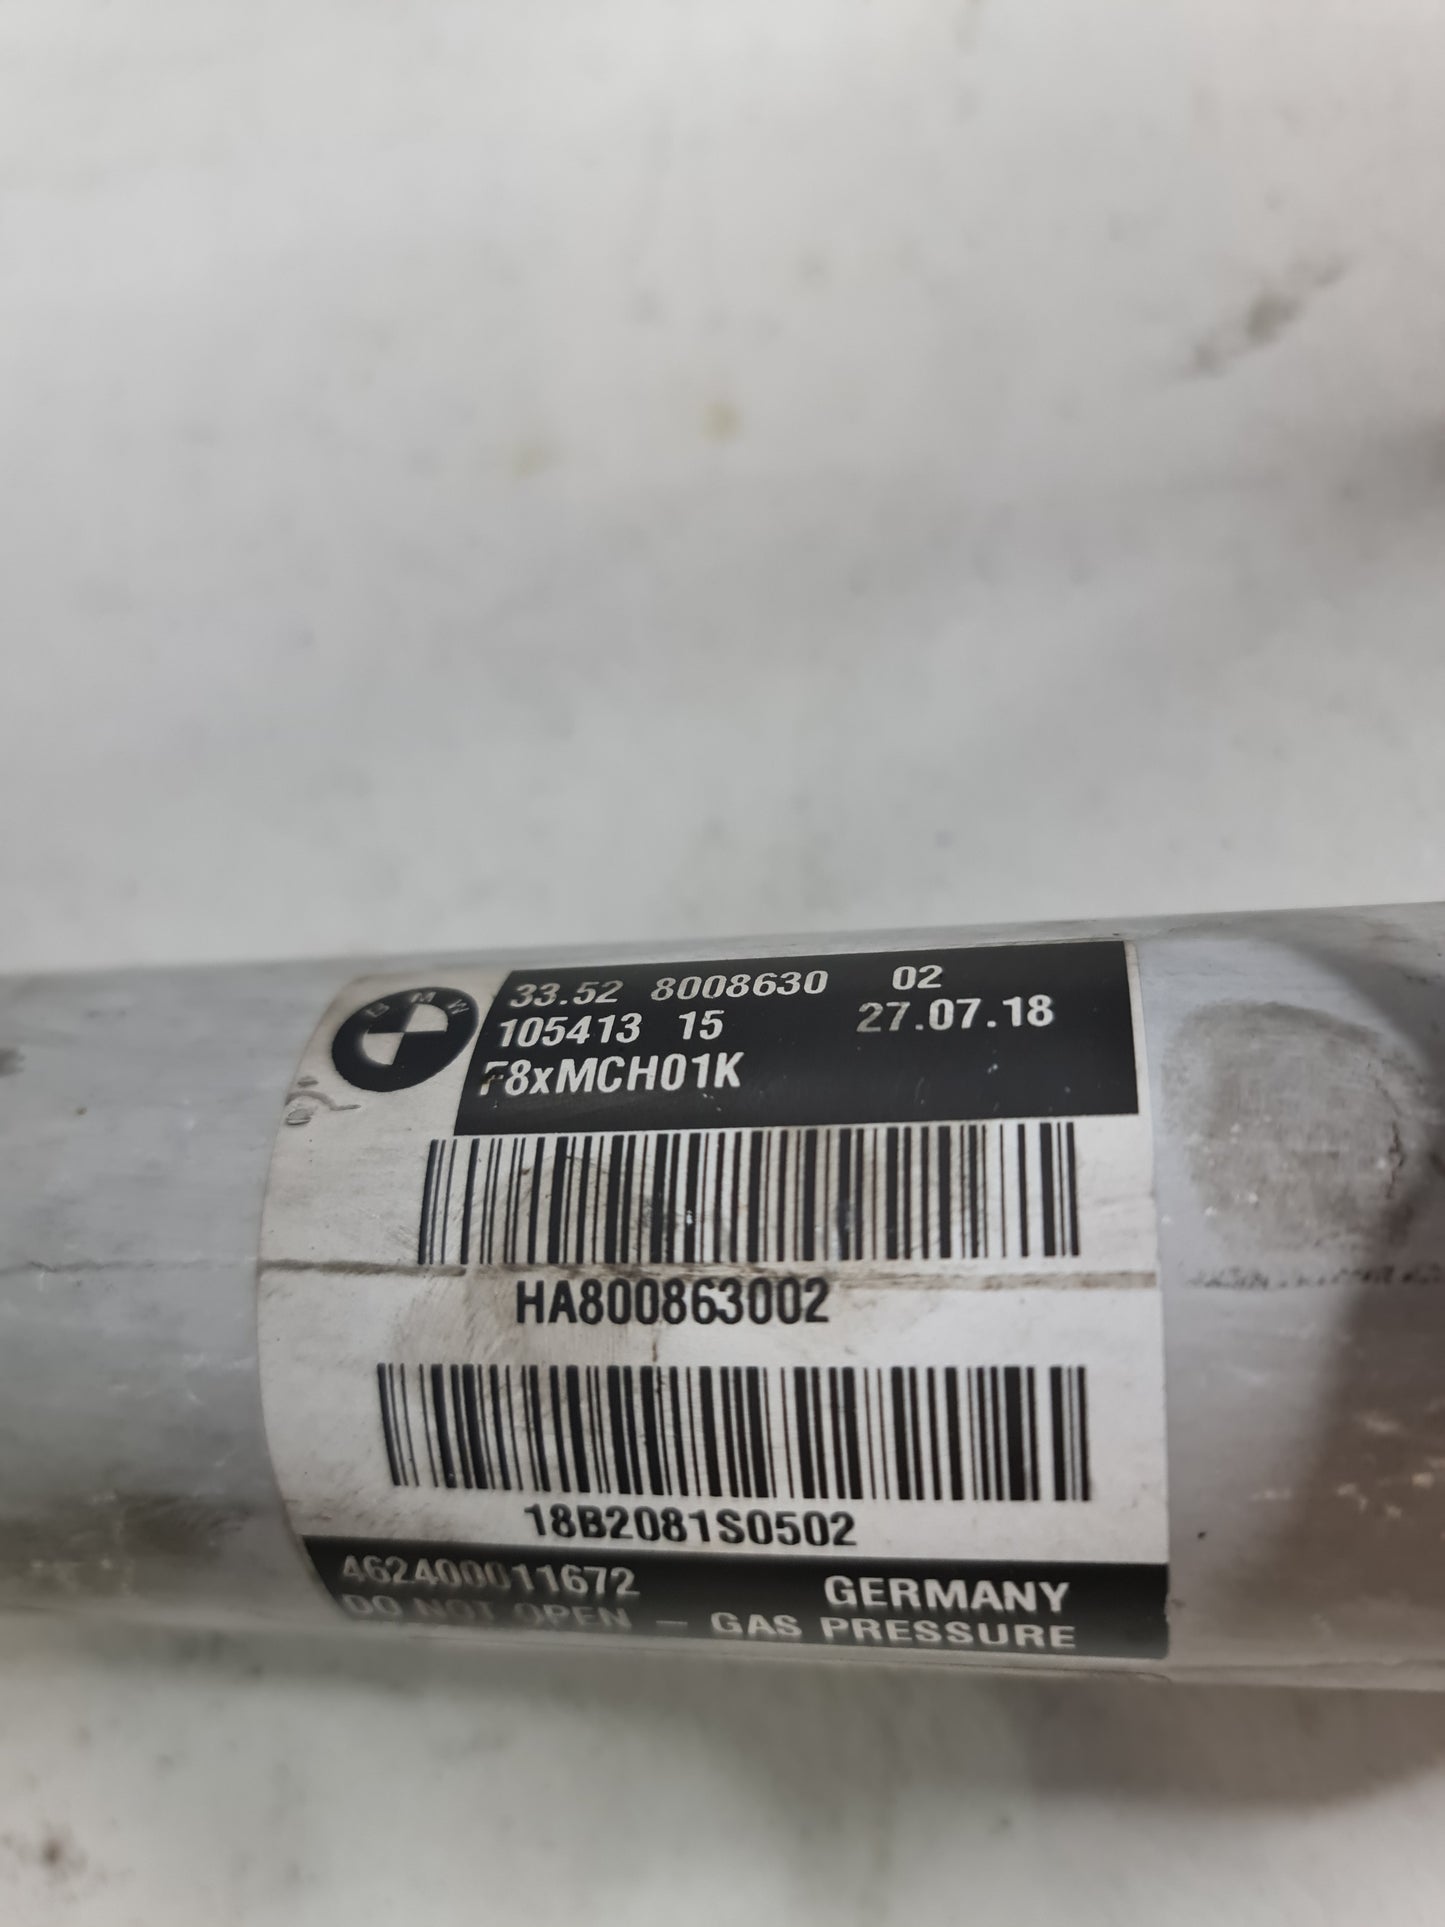 BMW
33.52 8008630 02
105413 15 27.07.18
F8xMCH01K
HA800863002
18B2081S0502
462400011672 GERMANY
DO NOT OPEN – GAS PRESSURE